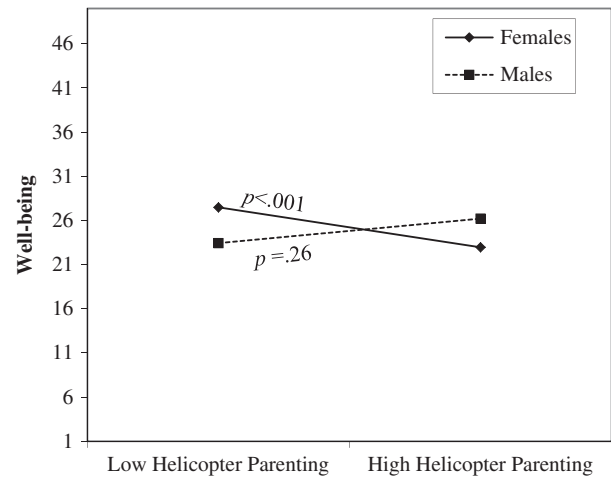 46
41
36
31
26
21
16
11
6
1
Well-being
Females
Males
p<.001
p =.26
Low Helicopter Parenting
High Helicopter Parenting